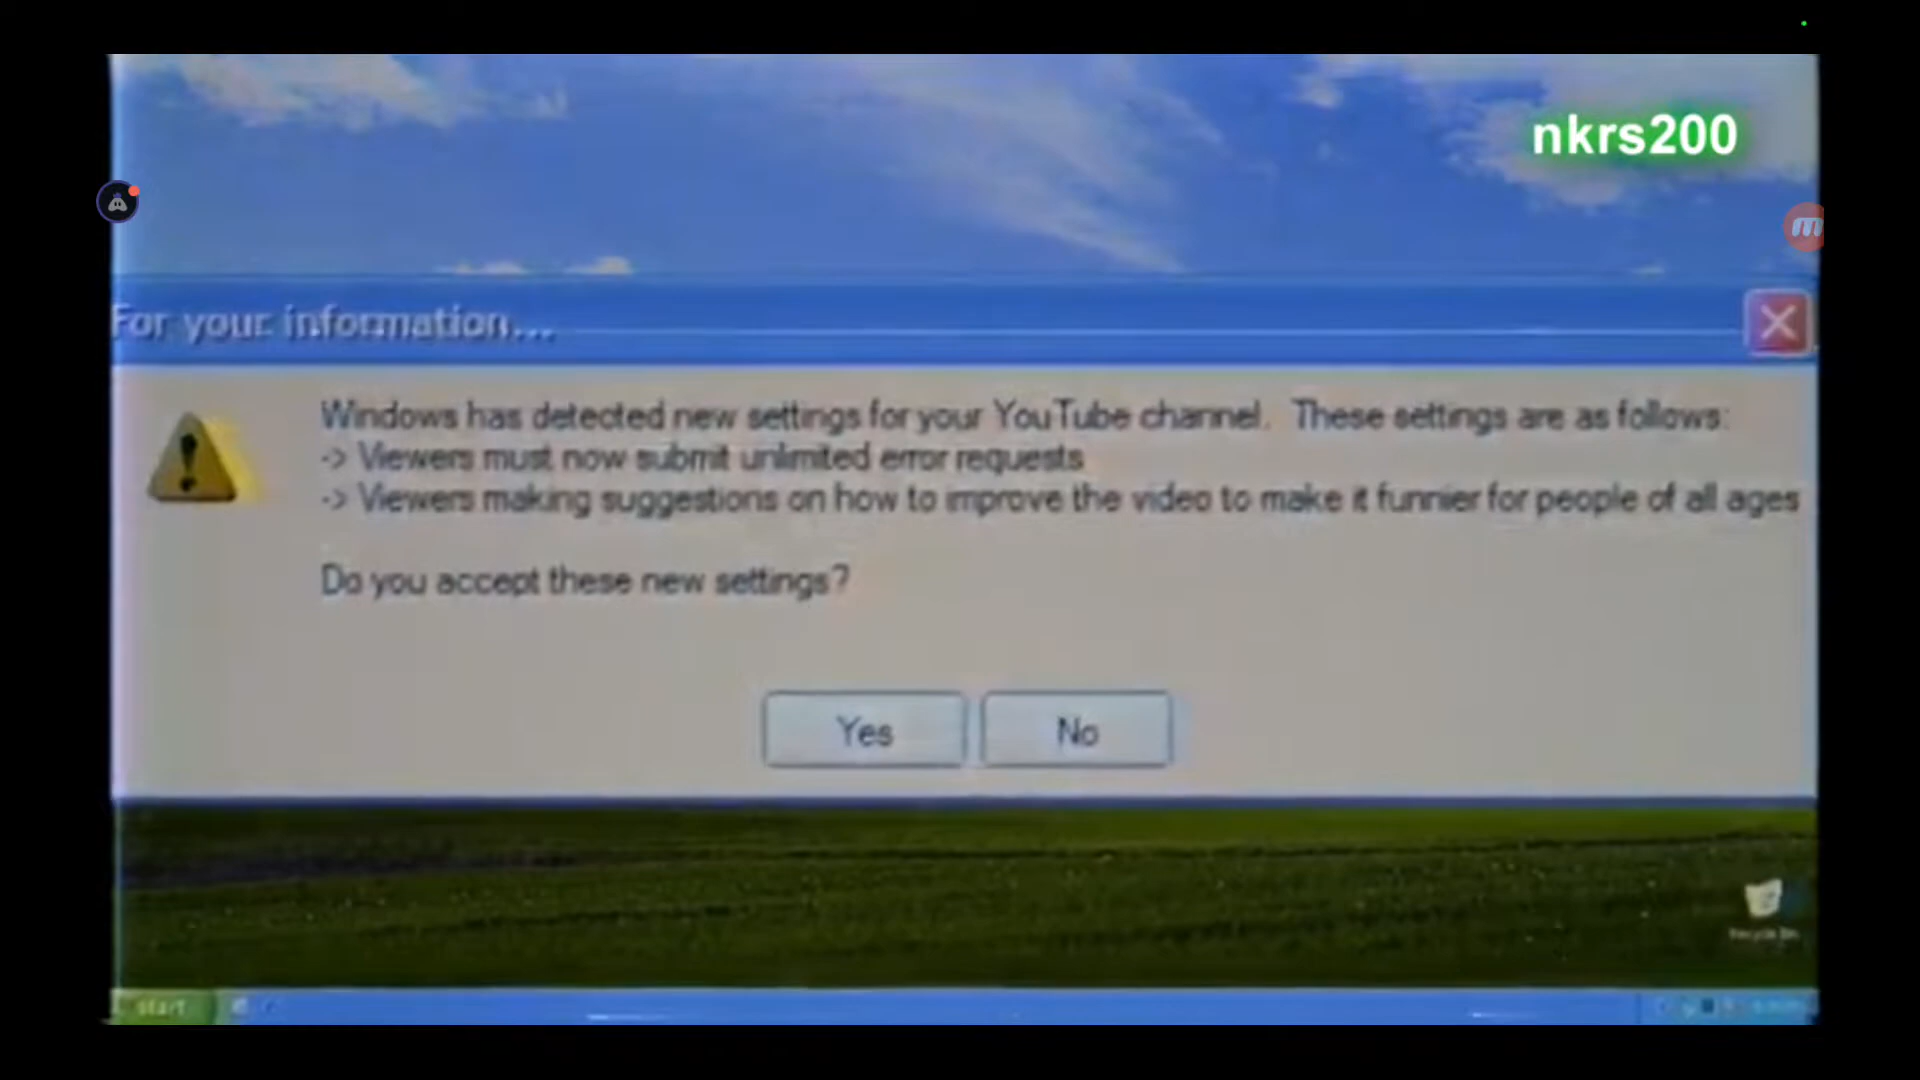 nkrs200
For your information...
Windows has detected new settings for your YouTube channel.  These settings are as follows:
-> Viewers must now submit unlimited error requests
-> Viewers making suggestions on how to improve the video to make it funnier for people of all ages
Do you accept these new settings?
Yes No
Recycle Bin
start